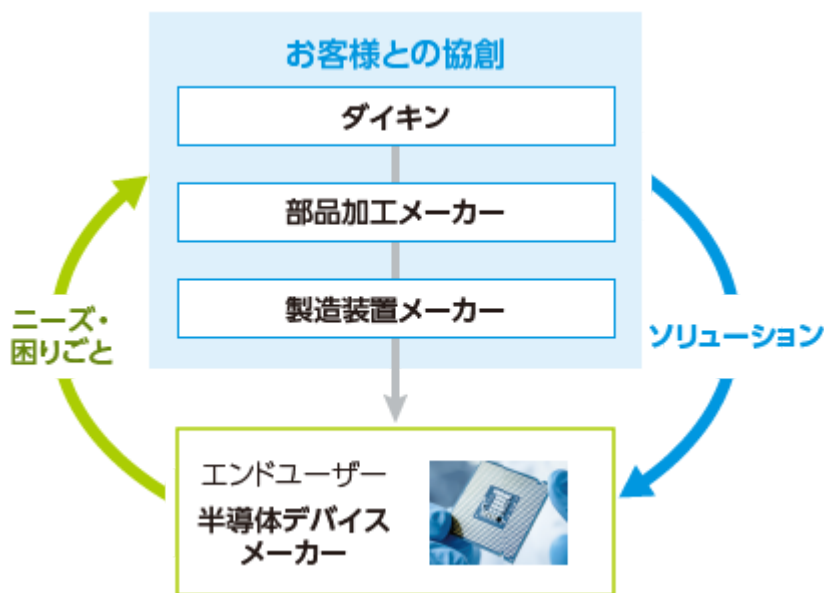 お客様との協創
ダイキン
部品加工メーカー
製造装置メーカー
ニーズ・
困りごと
ソリューション
エンドユーザー
半導体デバイス
メーカー